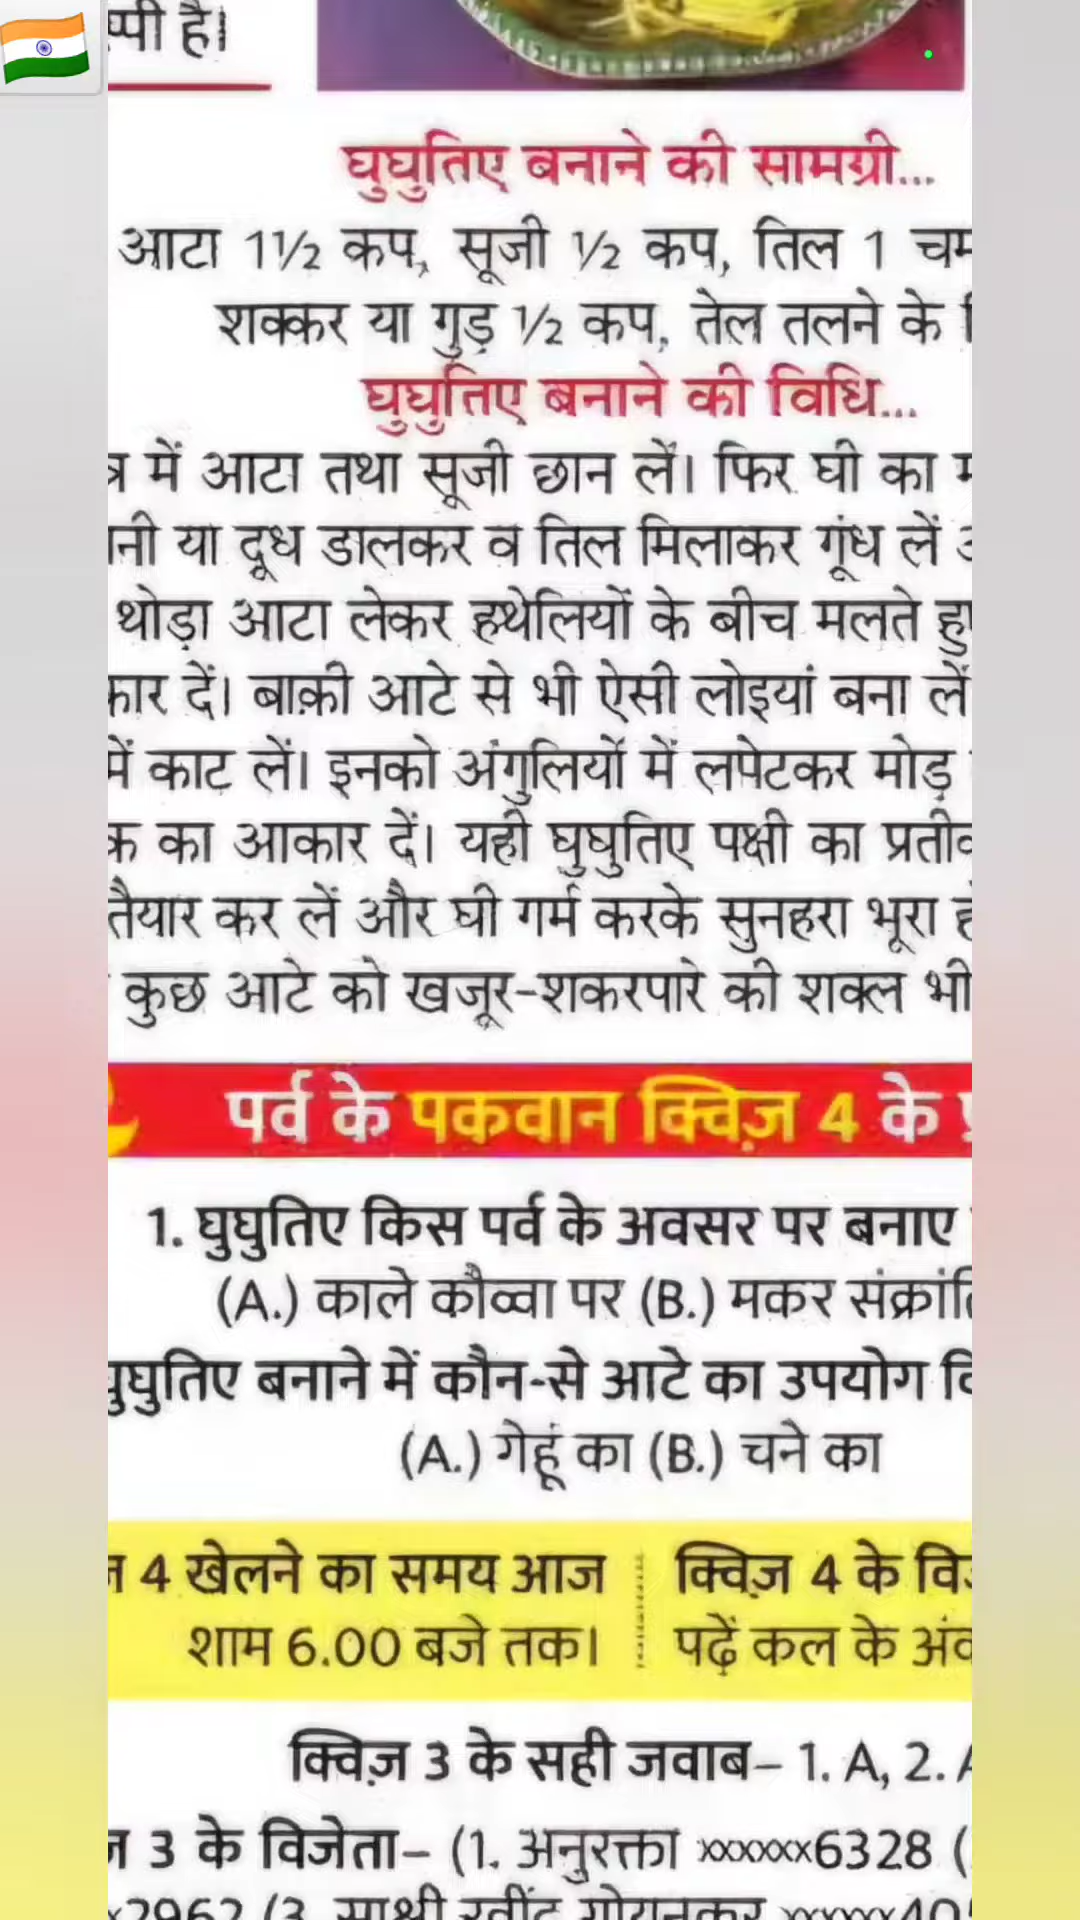 है।
घुघुतिए बनाने की सामग्री...
आटा 1½ कप, सूजी ½ कप, तिल 1
शक्कर या गुड़ ½ कप, तेल तलने के
घुघुतिए बनाने की विधि...
में आटा तथा सूजी छान लें। फिर घी का
या दूध डालकर व तिल मिलाकर गूंध लें
थोड़ा आटा लेकर हथेलियों के बीच मलते
दें। बाक़ी आटे से भी ऐसी लोइयां बना लें
में काट लें। इनको अंगुलियों में लपेटकर मोड़
का आकार दें। यही घुघुतिए पक्षी का
तैयार कर लें और घी गर्म करके सुनहरा भूरा
कुछ आटे को खजूर-शकरपारे की शक्ल भी
पर्व के पकवान क्विज़ 4 के
1. घुघुतिए किस पर्व के अवसर पर बनाए
(A.) काले कौव्वा पर (B.) मकर
घुघुतिए बनाने में कौन-से आटे का उपयोग
(A.) गेहूं का (B.) चने का
4 खेलने का समय आज
शाम 6.00 बजे तक।
क्विज़ 4 के
पढ़ें कल के
क्विज़ 3 के सही जवाब– 1. A, 2.
3 के विजेता– (1. अनुरक्ता xxxxxx6328